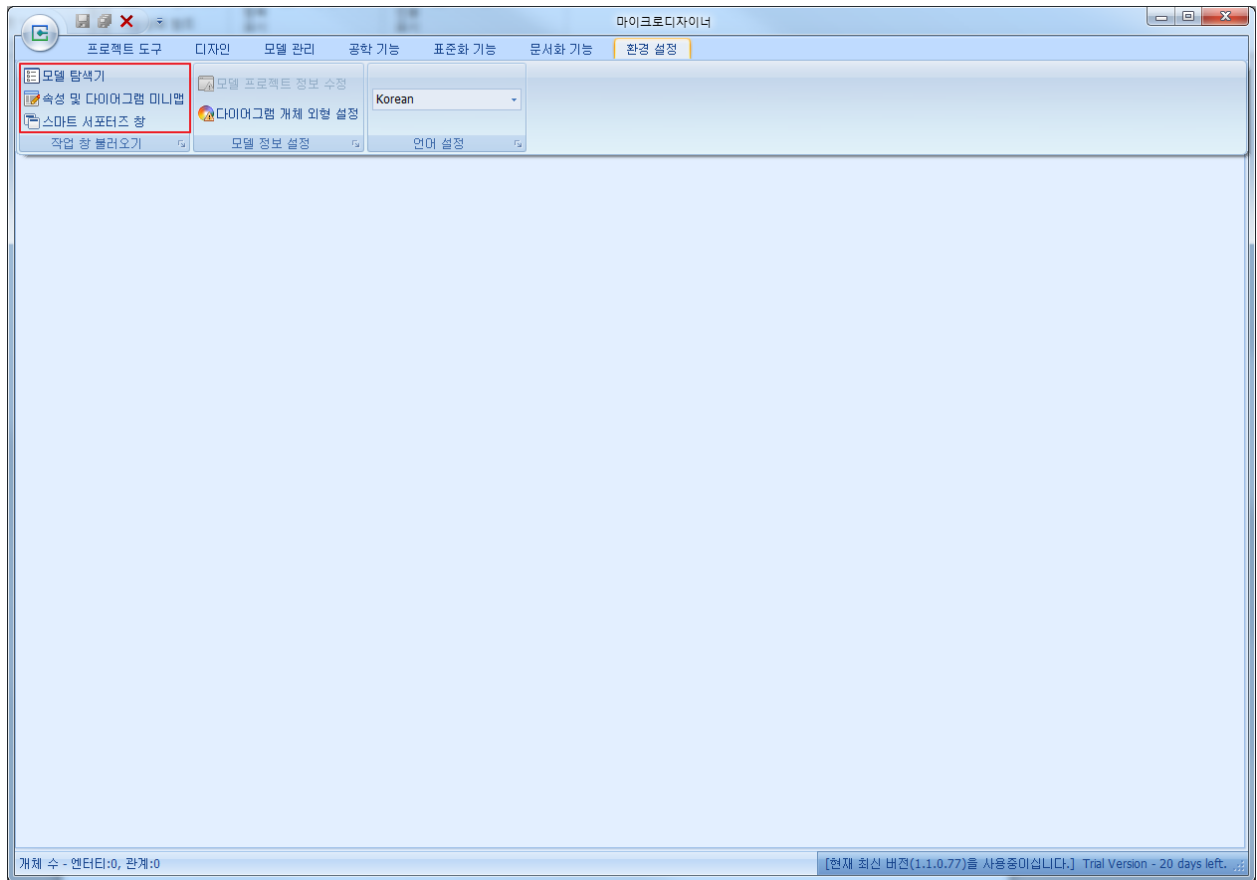 마이크로디자이너
프로젝트 도구 디자인 모델 관리 공학 기능 표준화 기능 문서화 기능 환경 설정
모델 탐색기
속성 및 다이어그램 미니맵
스마트 서포터즈 창
작업 창 불러오기
모델 프로젝트 정보 수정
다이어그램 개체 외형 설정
모델 정보 설정
Korean
언어 설정
개체 수 - 엔터티:0, 관계:0
[현재 최신 버전(1.1.0.77)을 사용중이십니다.] Trial Version - 20 days left.